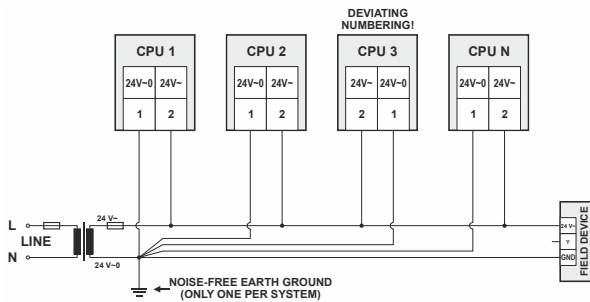 DEVIATING
NUMBERING!
CPU 1
CPU 2
CPU 3
CPU N
24V~0 24V~
24V~0 24V~
24V~ 24V~0
24V~0 24V~
1 2
1 2
2 1
1 2
L
24 V~
LINE
N
24 V~0
24 V~
Y
GND
FIELD DEVICE
NOISE-FREE EARTH GROUND
(ONLY ONE PER SYSTEM)